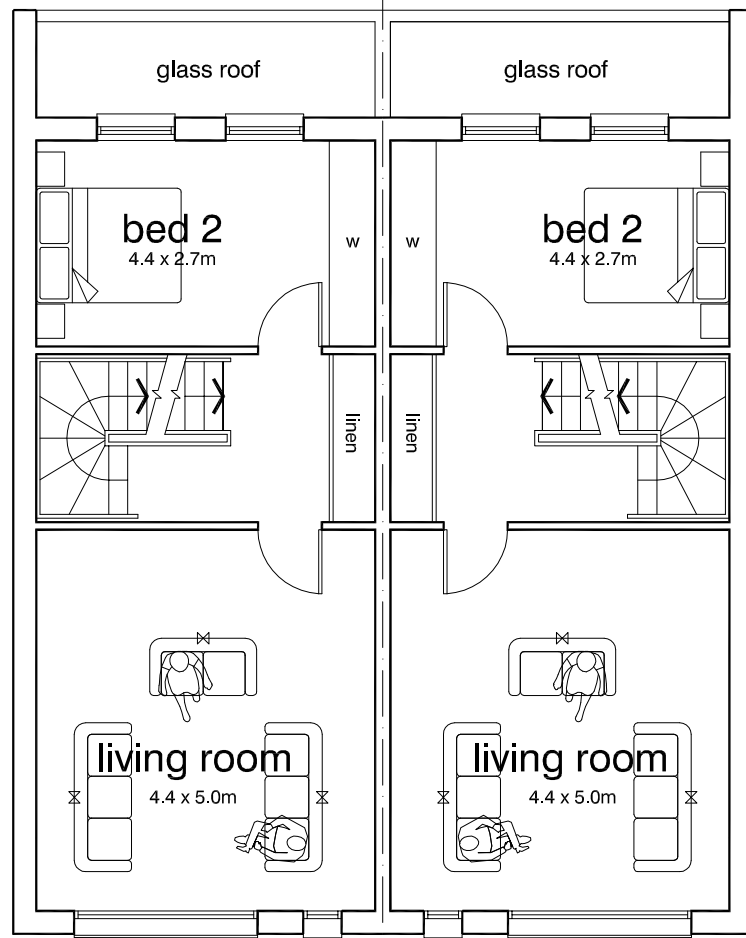 glass roof
glass roof
bed 2
4.4 x 2.7m
w
w
bed 2
4.4 x 2.7m
linen
linen
living room
4.4 x 5.0m
living room
4.4 x 5.0m